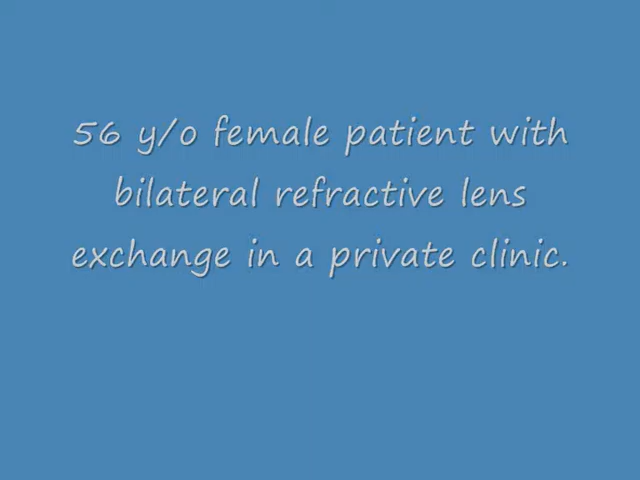 56 y/o female patient with
bilateral refractive lens
exchange in a private clinic.